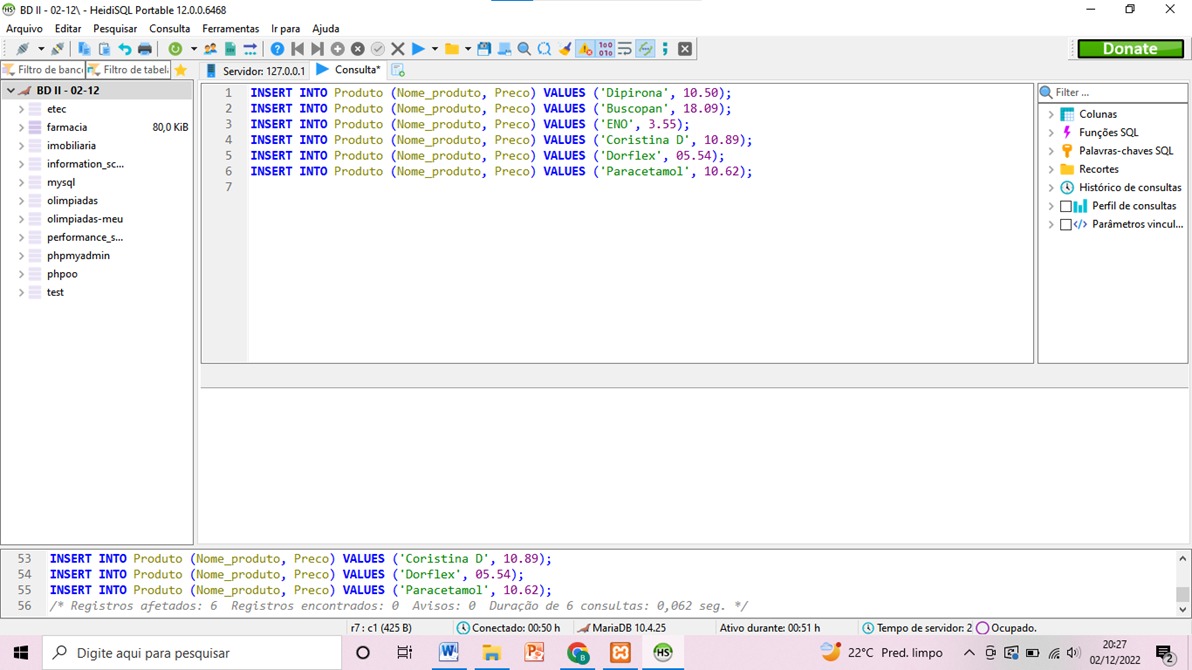 BD II - 02-12\ - HeidiSQL Portable 12.0.0.6468
Arquivo Editar Pesquisar Consulta Ferramentas Ir para Ajuda
Donate
Filtro de banc Filtro de tabela Servidor: 127.0.0.1 Consulta*
BD II - 02-12
etec
farmacia 80,0 KiB
imobiliaria
information_sc...
mysql
olimpiadas
olimpiadas-meu
performance_s...
phpmyadmin
phpoo
test
1 INSERT INTO Produto (Nome_produto, Preco) VALUES ('Dipirona', 10.50);
2 INSERT INTO Produto (Nome_produto, Preco) VALUES ('Buscopan', 18.09);
3 INSERT INTO Produto (Nome_produto, Preco) VALUES ('ENO', 3.55);
4 INSERT INTO Produto (Nome_produto, Preco) VALUES ('Coristina D', 10.89);
5 INSERT INTO Produto (Nome_produto, Preco) VALUES ('Dorflex', 05.54);
6 INSERT INTO Produto (Nome_produto, Preco) VALUES ('Paracetamol', 10.62);
7
Filter ...
Colunas
Funções SQL
Palavras-chaves SQL
Recortes
Histórico de consultas
Perfil de consultas
Parâmetros vincul...
53 INSERT INTO Produto (Nome_produto, Preco) VALUES ('Coristina D', 10.89);
54 INSERT INTO Produto (Nome_produto, Preco) VALUES ('Dorflex', 05.54);
55 INSERT INTO Produto (Nome_produto, Preco) VALUES ('Paracetamol', 10.62);
56 /* Registros afetados: 6 Registros encontrados: 0 Avisos: 0 Duração de 6 consultas: 0,062 seg. */
r7 : c1 (425 B) Conectado: 00:50 h MariaDB 10.4.25 Ativo durante: 00:51 h Tempo de servidor: 2 Ocupado.
Digite aqui para pesquisar 22°C Pred. limpo 20:27
02/12/2022 2